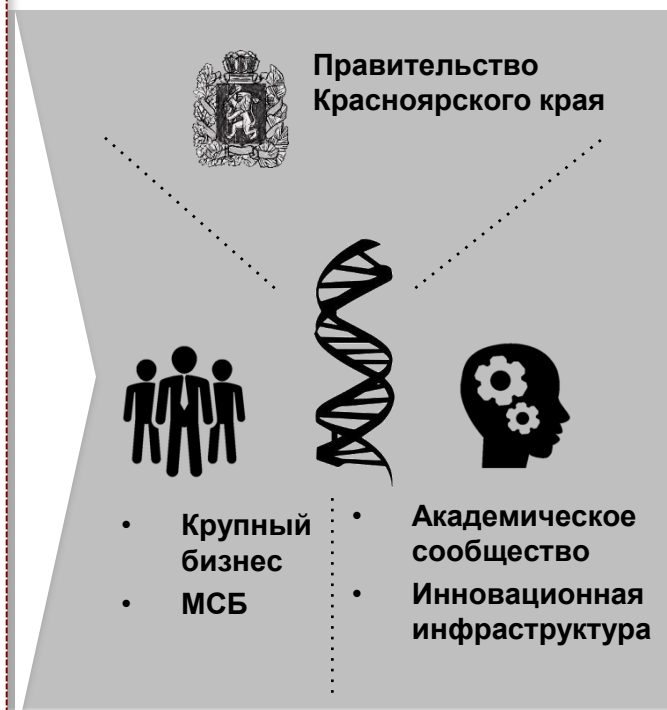 Правительство
Красноярского края
• Крупный
бизнес
• МСБ
• Академическое
сообщество
• Инновационная
инфраструктура